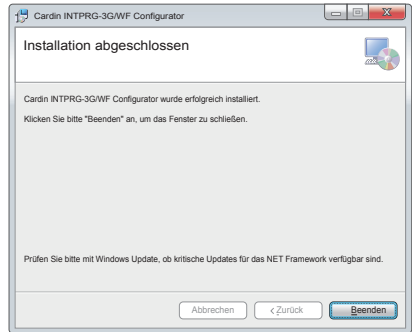 Cardin INTPRG-3G/WF Configurator
Installation abgeschlossen
Cardin INTPRG-3G/WF Configurator wurde erfolgreich installiert.
Klicken Sie bitte "Beenden" an, um das Fenster zu schließen.
Prüfen Sie bitte mit Windows Update, ob kritische Updates für das NET Framework verfügbar sind.
Abbrechen
< Zurück
Beenden